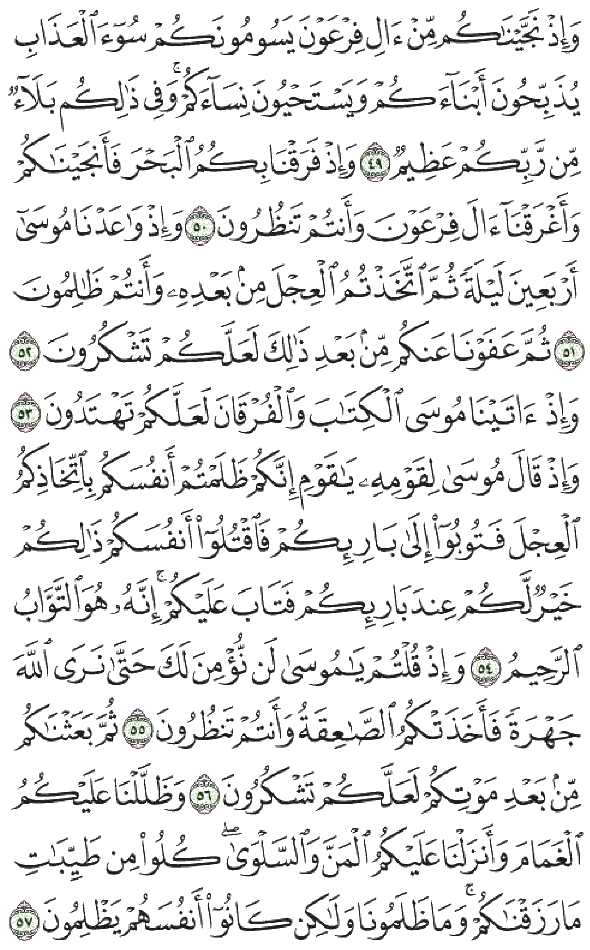 وَإِذْ نَجَّيْنَاكُم مِّنْ ءَالِ فِرْعَوْنَ يَسُومُونَكُمْ سُوٓءَ ٱلْعَذَابِ
يُذَبِّحُونَ أَبْنَآءَكُمْ وَيَسْتَحْيُونَ نِسَآءَكُمْ ۚ وَفِى ذَٰلِكُم بَلَآءٌ
مِّن رَّبِّكُمْ عَظِيمٌ ٤٩ وَإِذْ فَرَقْنَا بِكُمُ ٱلْبَحْرَ فَأَنجَيْنَٰكُمْ
وَأَغْرَقْنَآ ءَالَ فِرْعَوْنَ وَأَنتُمْ تَنظُرُونَ ٥٠ وَإِذْ وَٰعَدْنَا مُوسَىٰٓ
أَرْبَعِينَ لَيْلَةً ثُمَّ ٱتَّخَذْتُمُ ٱلْعِجْلَ مِنۢ بَعْدِهِۦ وَأَنتُمْ ظَٰلِمُونَ
٥١ ثُمَّ عَفَوْنَا عَنكُم مِّنۢ بَعْدِ ذَٰلِكَ لَعَلَّكُمْ تَشْكُرُونَ ٥٢
وَإِذْ ءَاتَيْنَا مُوسَى ٱلْكِتَٰبَ وَٱلْفُرْقَانَ لَعَلَّكُمْ تَهْتَدُونَ ٥٣
وَإِذْ قَالَ مُوسَىٰ لِقَوْمِهِۦ يَٰقَوْمِ إِنَّكُمْ ظَلَمْتُمْ أَنفُسَكُم بِٱتِّخَاذِكُمُ
ٱلْعِجْلَ فَتُوبُوٓا۟ إِلَىٰ بَارِئِكُمْ فَٱقْتُلُوٓا۟ أَنفُسَكُمْ ذَٰلِكُمْ
خَيْرٌ لَّكُمْ عِندَ بَارِئِكُمْ فَتَابَ عَلَيْكُمْ ۚ إِنَّهُۥ هُوَ ٱلتَّوَّابُ
ٱلرَّحِيمُ ٥٤ وَإِذْ قُلْتُمْ يَٰمُوسَىٰ لَن نُّؤْمِنَ لَكَ حَتَّىٰ نَرَى ٱللَّهَ
جَهْرَةً فَأَخَذَتْكُمُ ٱلصَّٰعِقَةُ وَأَنتُمْ تَنظُرُونَ ٥٥ ثُمَّ بَعَثْنَٰكُم
مِّنۢ بَعْدِ مَوْتِكُمْ لَعَلَّكُمْ تَشْكُرُونَ ٥٦ وَظَلَّلْنَا عَلَيْكُمُ
ٱلْغَمَامَ وَأَنزَلْنَا عَلَيْكُمُ ٱلْمَنَّ وَٱلسَّلْوَىٰ ۖ كُلُوا۟ مِن طَيِّبَٰتِ
مَا رَزَقْنَٰكُمْ ۖ وَمَا ظَلَمُونَا وَلَٰكِن كَانُوٓا۟ أَنفُسَهُمْ يَظْلِمُونَ ٥٧